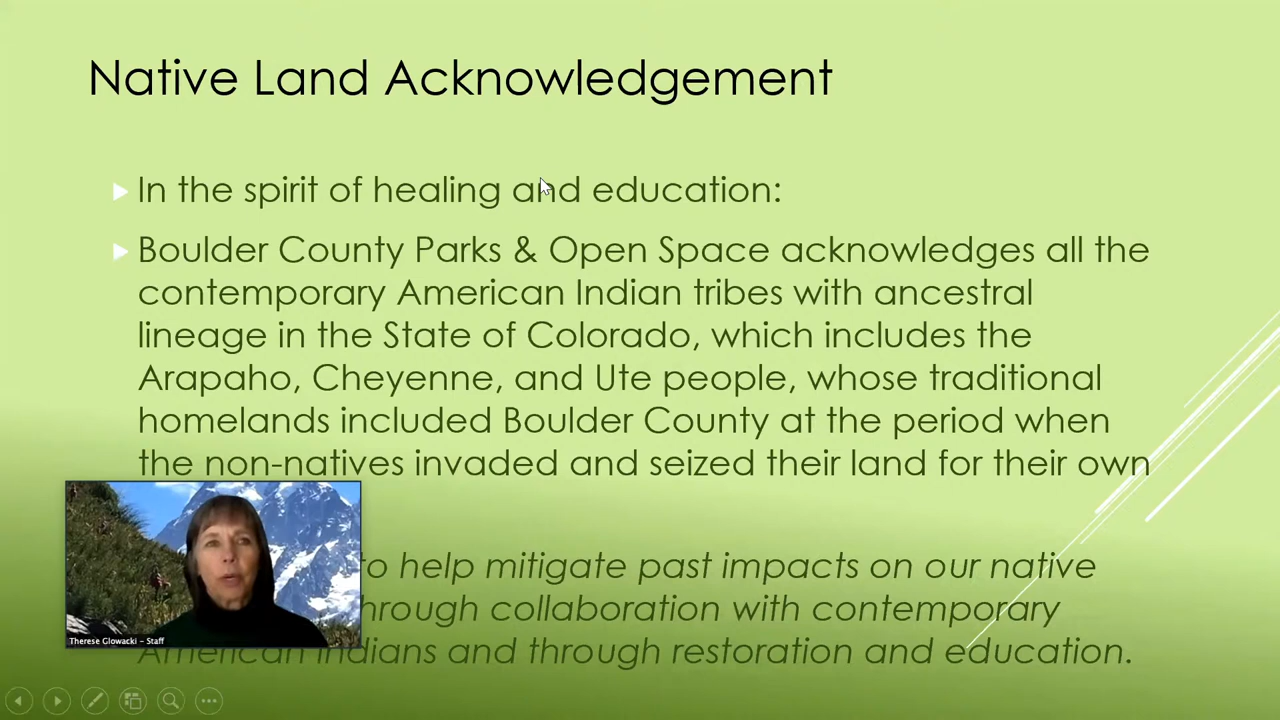 Native Land Acknowledgement
In the spirit of healing and education:
Boulder County Parks & Open Space acknowledges all the
contemporary American Indian tribes with ancestral
lineage in the State of Colorado, which includes the
Arapaho, Cheyenne, and Ute people, whose traditional
homelands included Boulder County at the period when
the non-natives invaded and seized their land for their own
to help mitigate past impacts on our native
through collaboration with contemporary
American Indians and through restoration and education.
Therese Glowacki – Staff